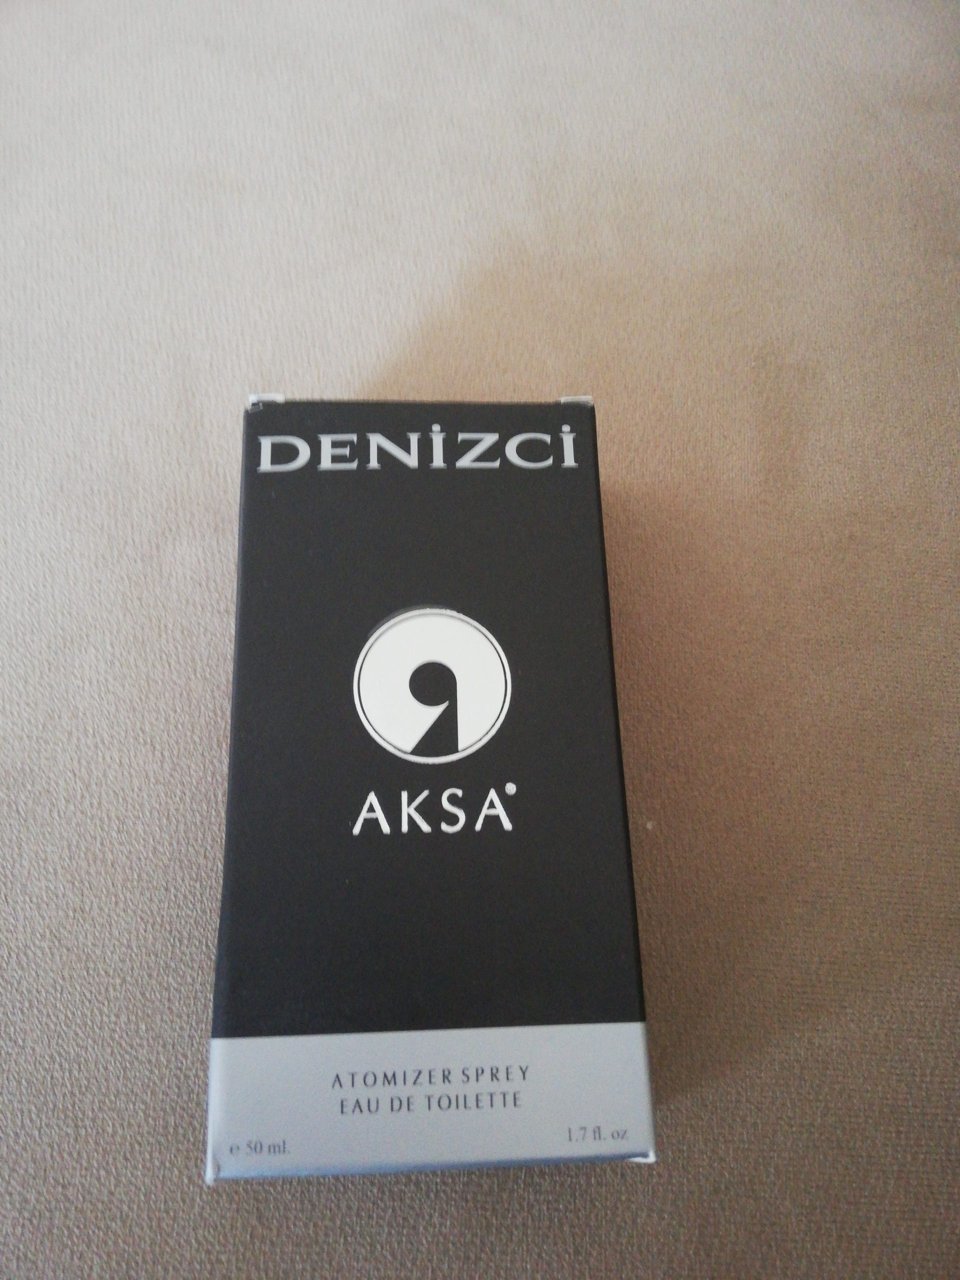 DENİZCİ
AKSA
ATOMIZER SPREY
EAU DE TOILETTE
e 50 ml.
1.7 fl. oz